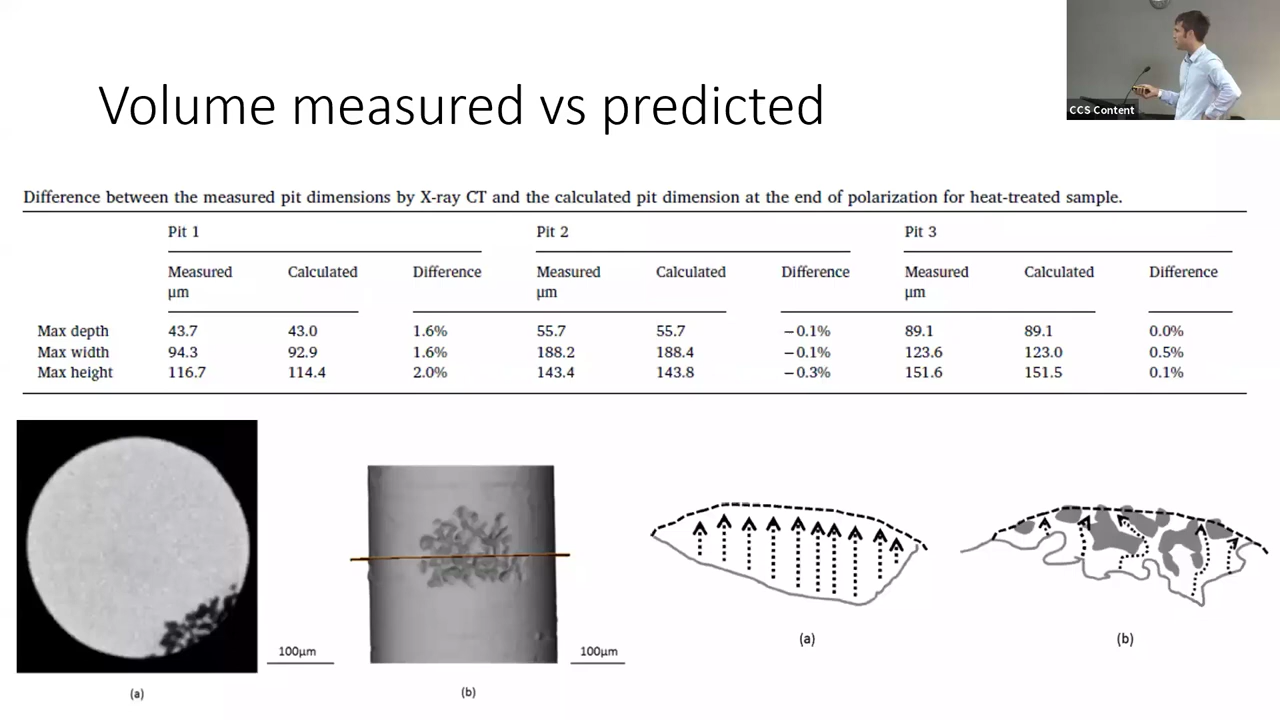 CCS Content
Volume measured vs predicted
Difference between the measured pit dimensions by X-ray CT and the calculated pit dimension at the end of polarization for heat-treated sample.
Pit 1 Pit 2 Pit 3
Measured Calculated Difference Measured Calculated Difference Measured Calculated Difference
μm μm μm
Max depth 43.7 43.0 1.6% 55.7 55.7 −0.1% 89.1 89.1 0.0%
Max width 94.3 92.9 1.6% 188.2 188.4 −0.1% 123.6 123.0 0.5%
Max height 116.7 114.4 2.0% 143.4 143.8 −0.3% 151.6 151.5 0.1%
100μm 100μm
(a) (b)
(a) (b)